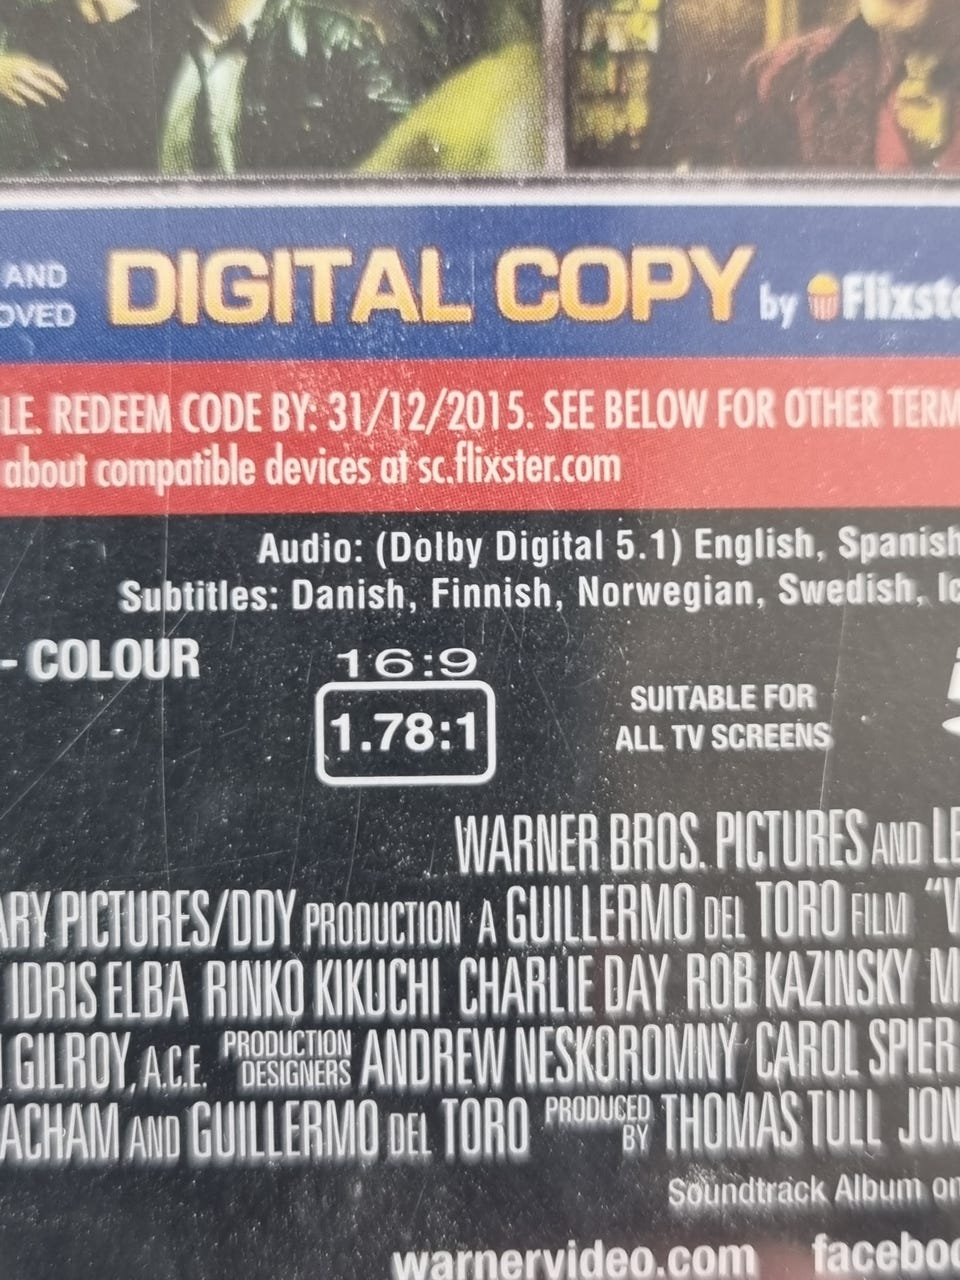 AND
OVED
DIGITAL COPY by Flixste
LE. REDEEM CODE BY: 31/12/2015. SEE BELOW FOR OTHER TERM
about compatible devices at sc.flixster.com
Audio: (Dolby Digital 5.1) English, Spanish
Subtitles: Danish, Finnish, Norwegian, Swedish, Ic
- COLOUR
16:9
1.78:1
SUITABLE FOR
ALL TV SCREENS
WARNER BROS. PICTURES AND LE
ARY PICTURES/DDY PRODUCTION A GUILLERMO DEL TORO FILM "
IDRIS ELBA RINKO KIKUCHI CHARLIE DAY ROB KAZINSKY M
GILROY, A.C.E. PRODUCTION DESIGNERS ANDREW NESKOROMNY CAROL SPIER
ACHAM AND GUILLERMO DEL TORO PRODUCED BY THOMAS TULL JON
Soundtrack Album on
warnervideo.com faceboo